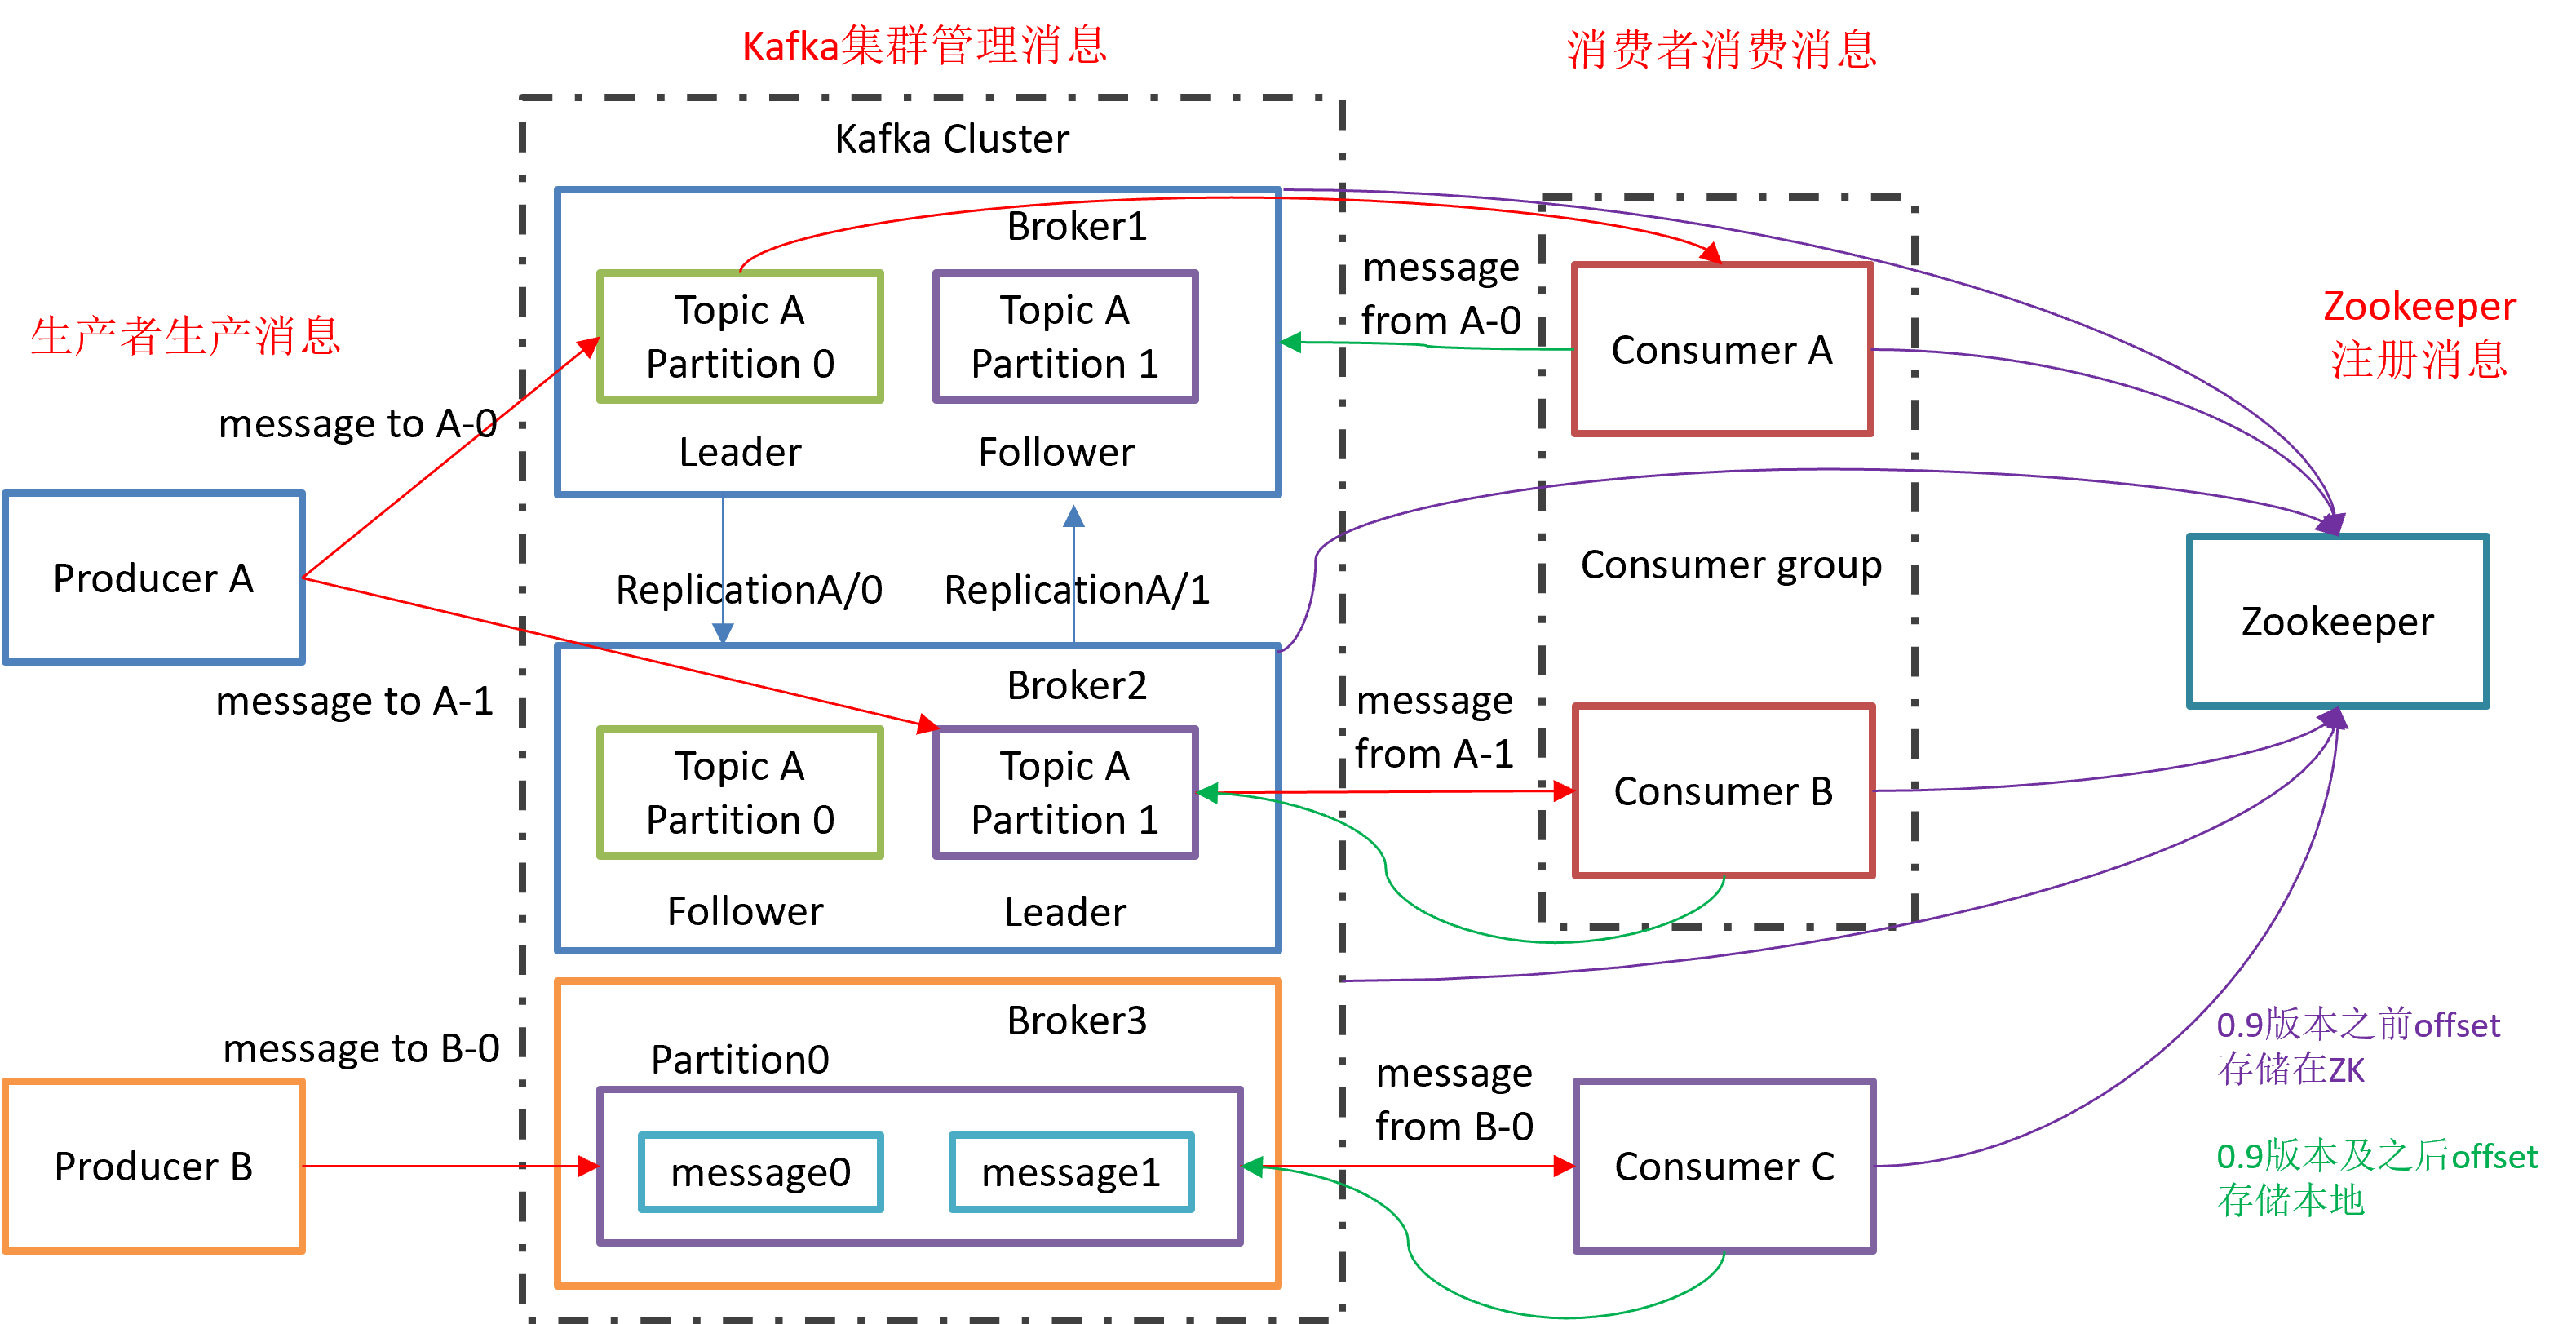 Kafka集群管理消息
消费者消费消息
Kafka Cluster
Broker1
Topic A
Partition 0
Topic A
Partition 1
Leader
Follower
message
from A-0
Consumer A
Zookeeper
注册消息
生产者生产消息
message to A-0
Producer A
ReplicationA/0
ReplicationA/1
Consumer group
Zookeeper
message to A-1
Broker2
Topic A
Partition 0
Topic A
Partition 1
Follower
Leader
message
from A-1
Consumer B
message to B-0
Producer B
Broker3
Partition0
message0
message1
message
from B-0
Consumer C
0.9版本之前offset
存储在ZK
0.9版本及之后offset
存储本地